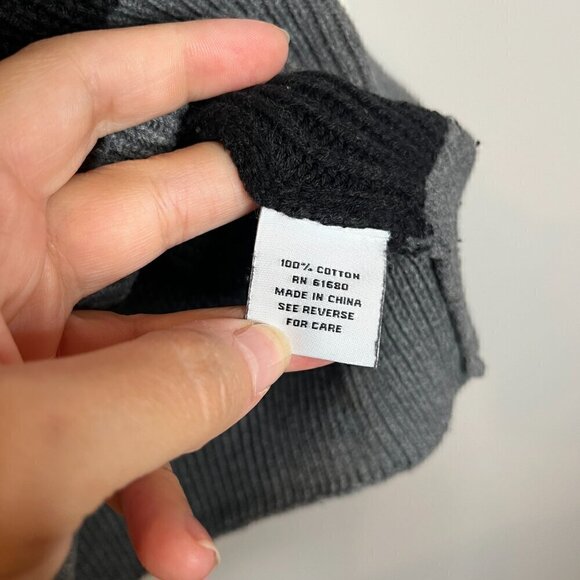 100% COTTON
RN 61680
MADE IN CHINA
SEE REVERSE
FOR CARE